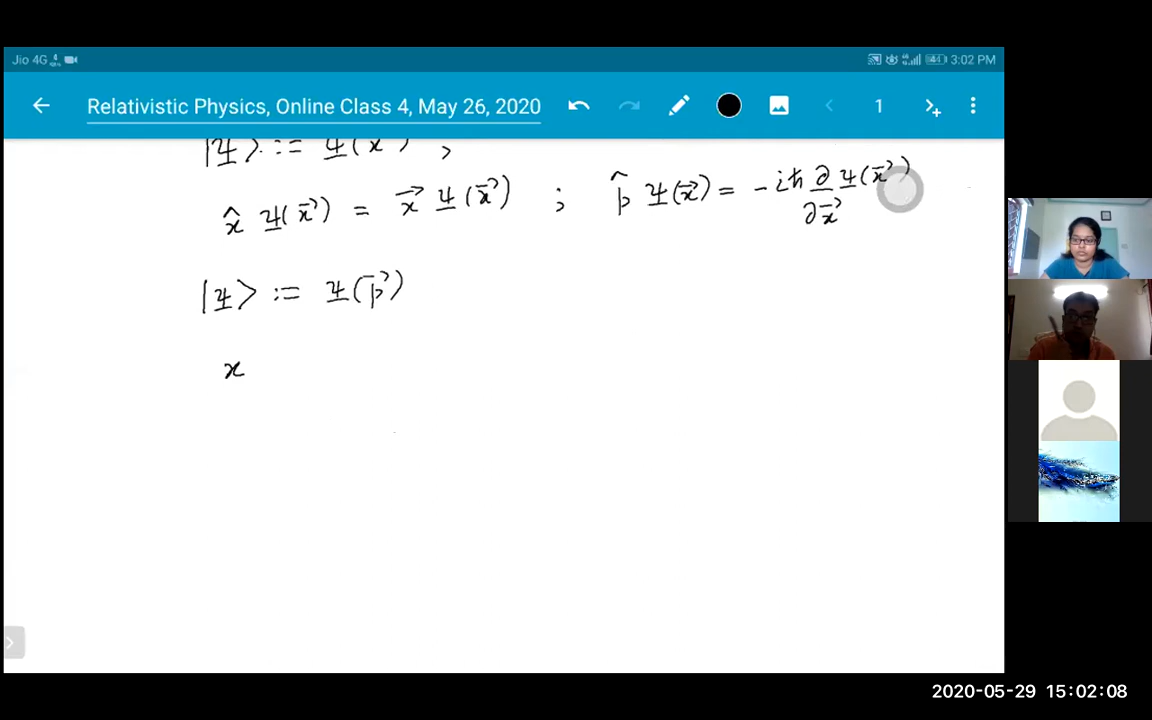 Jio 4G 3:02 PM
Relativistic Physics, Online Class 4, May 26, 2020 1
|Ψ⟩ := Ψ(x⃗) ;
x̂ Ψ(x⃗) = x⃗ Ψ(x⃗) ; p̂ Ψ(x⃗) = -iħ ∂Ψ(x⃗)/∂x⃗
|Ψ⟩ := Ψ(p⃗)
x
2020-05-29 15:02:08